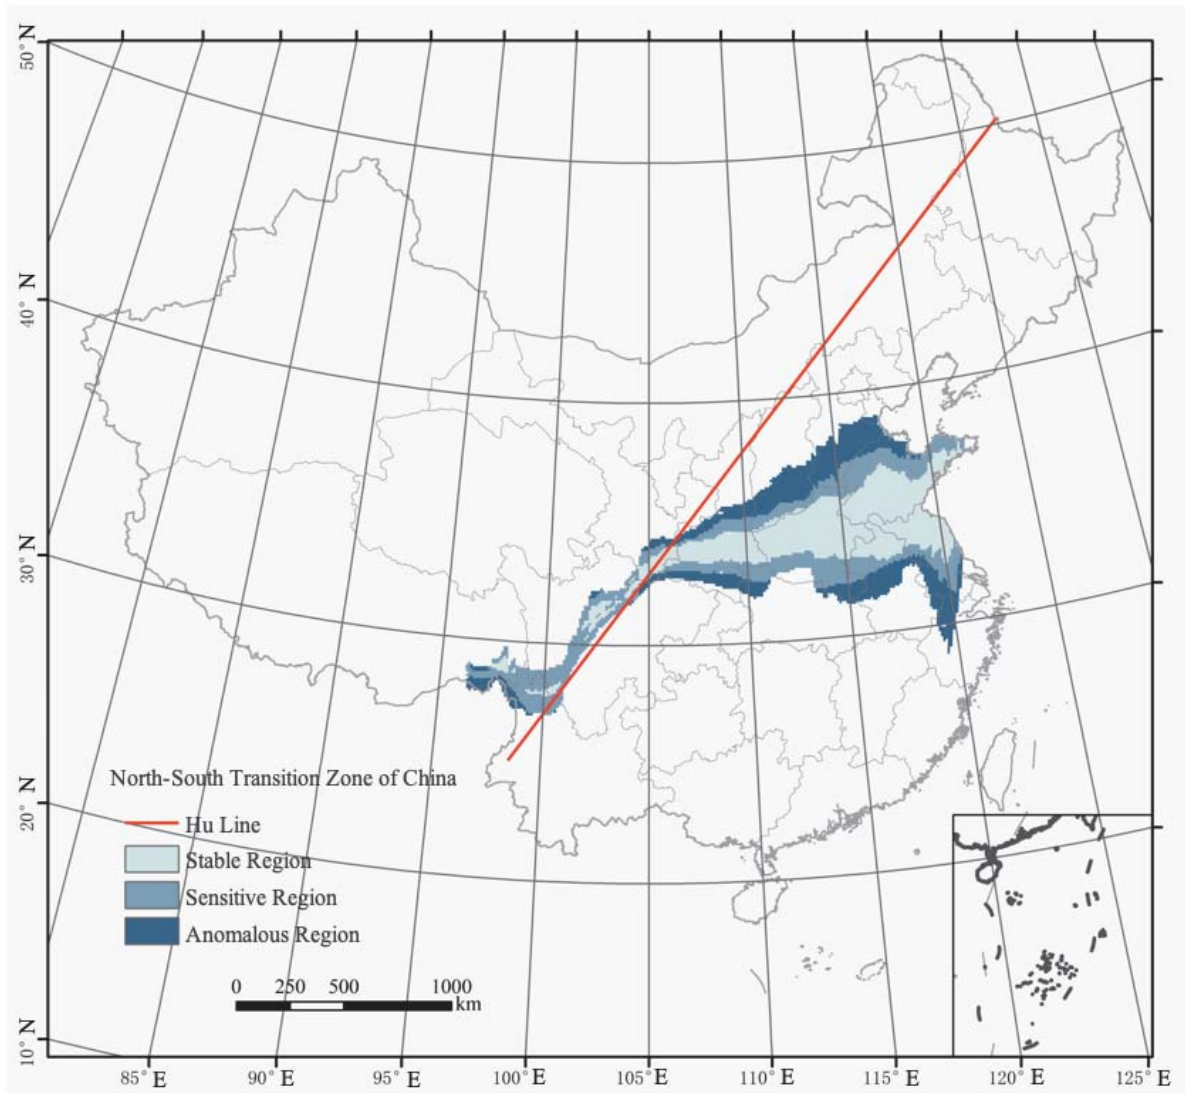 50° N
40° N
30° N
20° N
10° N
North-South Transition Zone of China
Hu Line
Stable Region
Sensitive Region
Anomalous Region
0 250 500 1000
km
85° E 90° E 95° E 100° E 105° E 110° E 115° E 120° E 125° E